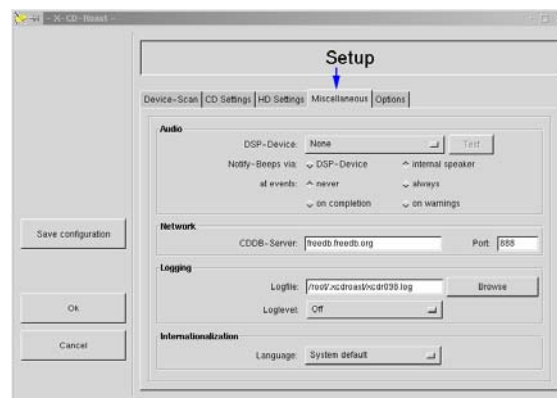 - X-CD-Roast -
Setup
Device-Scan CD Settings HD Settings Miscellaneous Options
Audio
DSP-Device: None Test
Notify-Beeps via: DSP-Device internal speaker
at events: never always
on completion on warnings
Network
CDDB-Server: freedb.freedb.org Port: 888
Logging
Logfile: /root/.xcdroast/xcdr098.log Browse
Loglevel: Off
Internationalization
Language: System default
Save configuration
Ok
Cancel